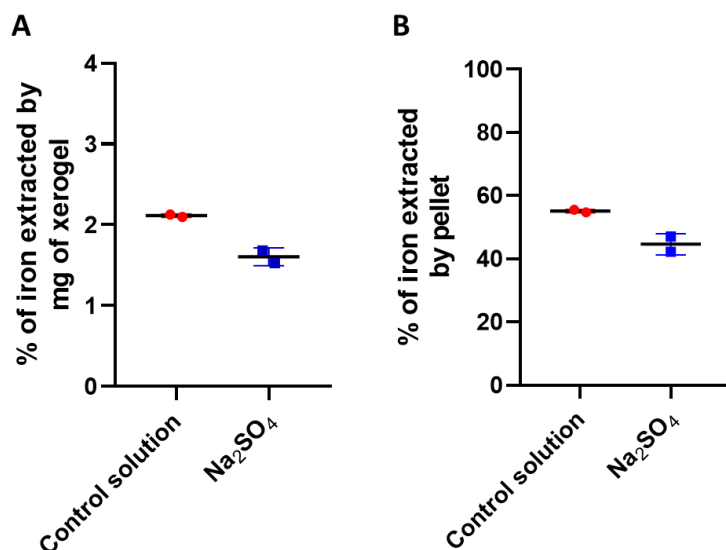 A
% of iron extracted by
mg of xerogel
4
3
2
1
0
Control solution
Na₂SO₄
B
% of iron extracted
by pellet
100
80
60
40
20
0
Control solution
Na₂SO₄